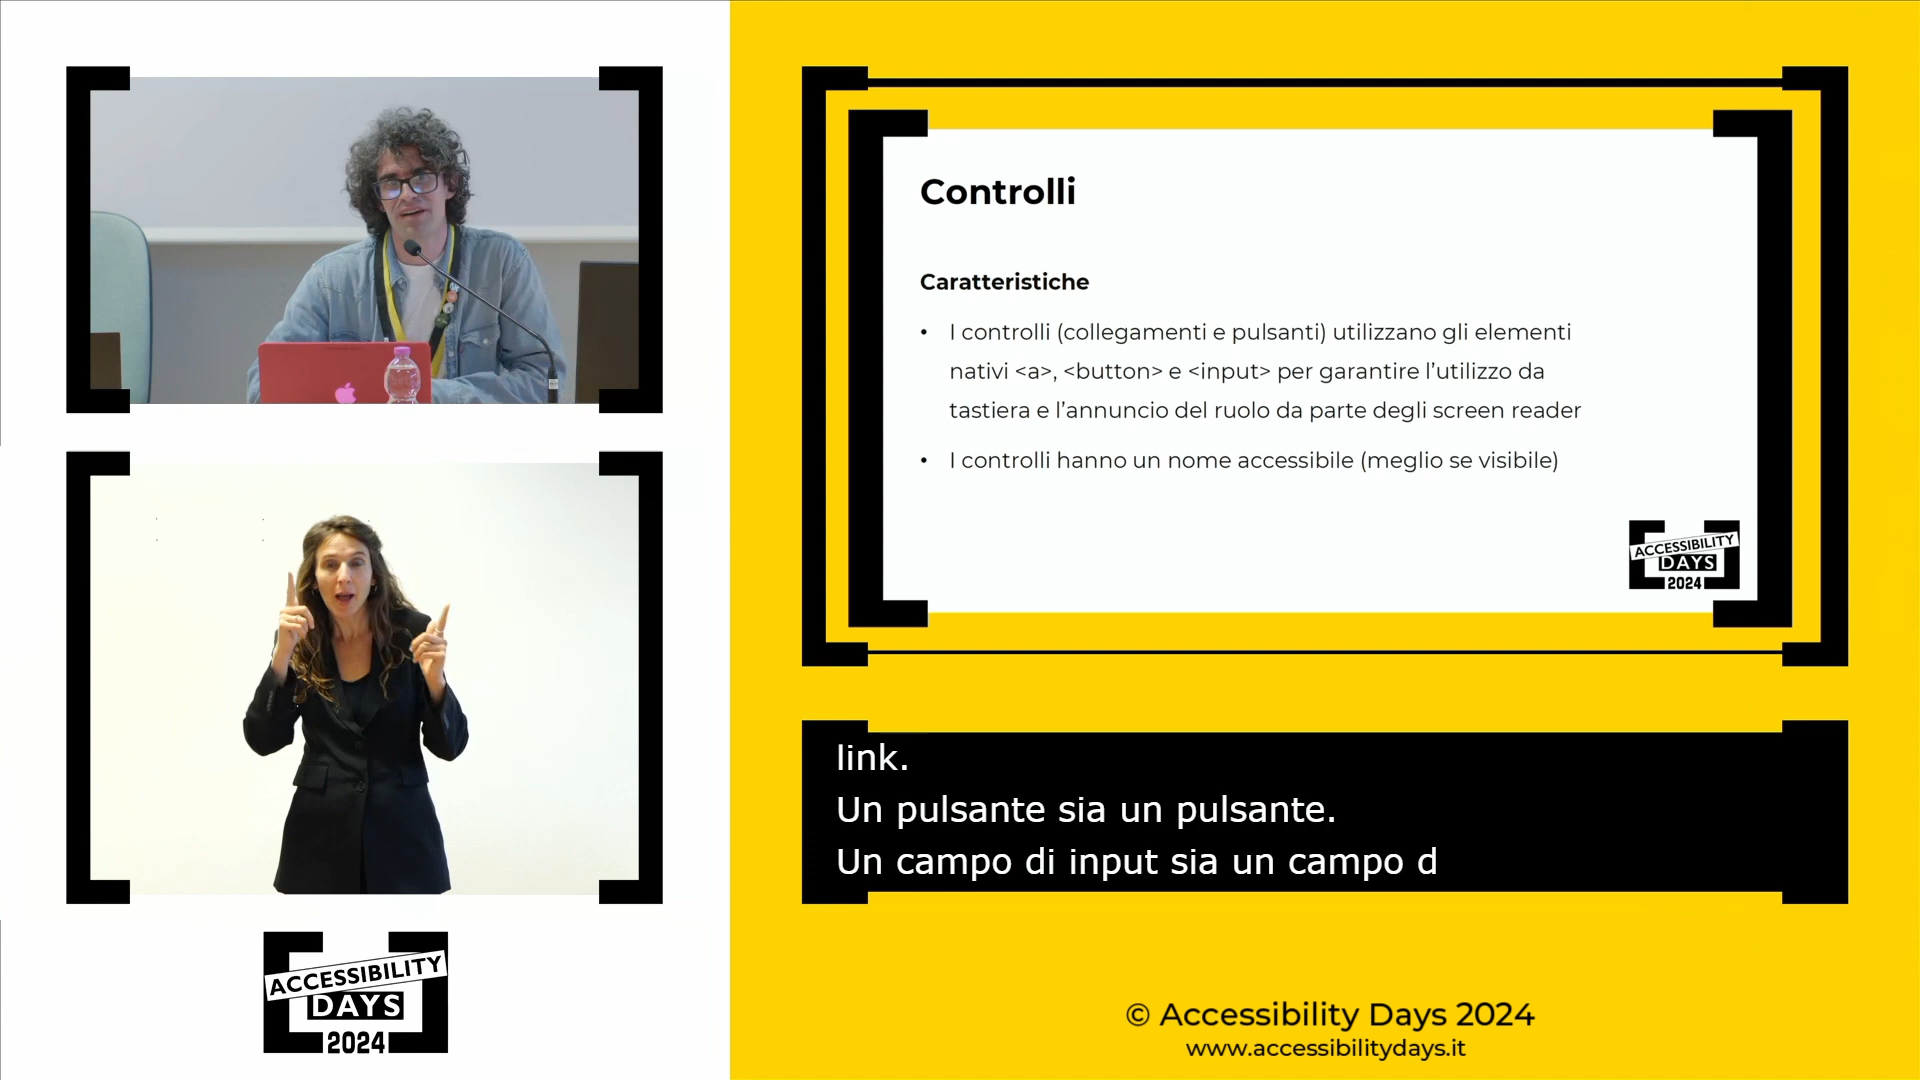 Controlli
Caratteristiche
• I controlli (collegamenti e pulsanti) utilizzano gli elementi
nativi <a>, <button> e <input> per garantire l’utilizzo da
tastiera e l’annuncio del ruolo da parte degli screen reader
• I controlli hanno un nome accessibile (meglio se visibile)
ACCESSIBILITY
DAYS
2024
link.
Un pulsante sia un pulsante.
Un campo di input sia un campo d
ACCESSIBILITY
DAYS
2024
© Accessibility Days 2024
www.accessibilitydays.it